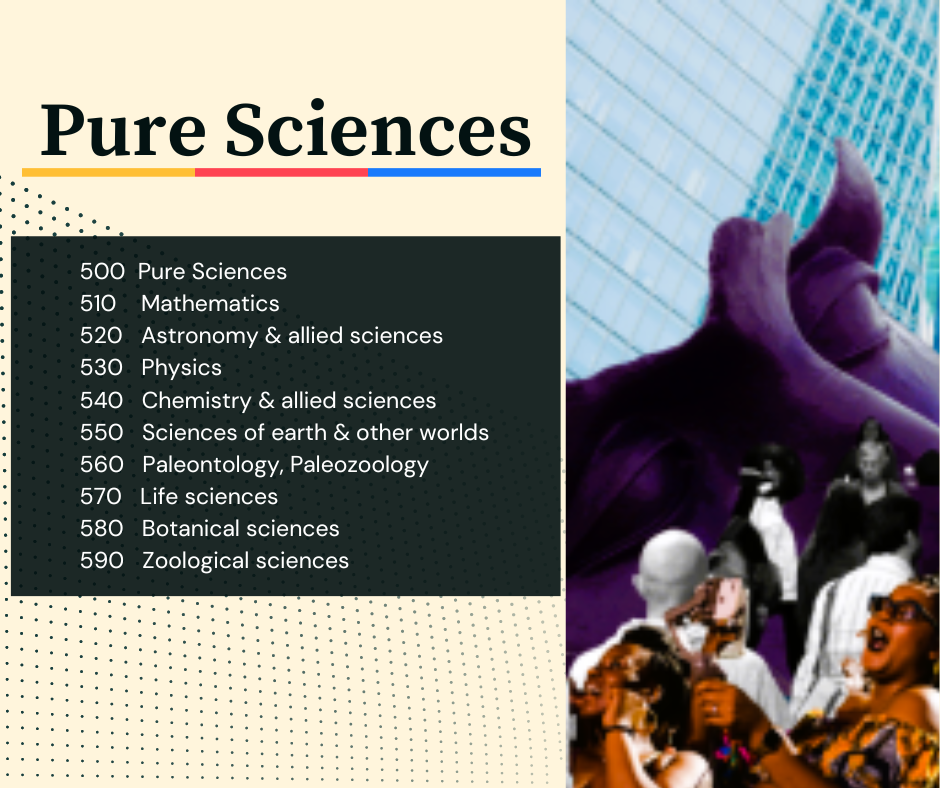 Pure Sciences
500 Pure Sciences
510 Mathematics
520 Astronomy & allied sciences
530 Physics
540 Chemistry & allied sciences
550 Sciences of earth & other worlds
560 Paleontology, Paleozoology
570 Life sciences
580 Botanical sciences
590 Zoological sciences